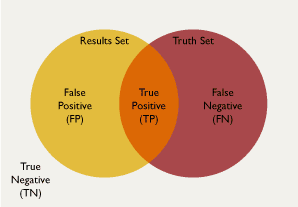 Results Set
Truth Set
False
Positive
(FP)
True
Positive
(TP)
False
Negative
(FN)
True
Negative
(TN)